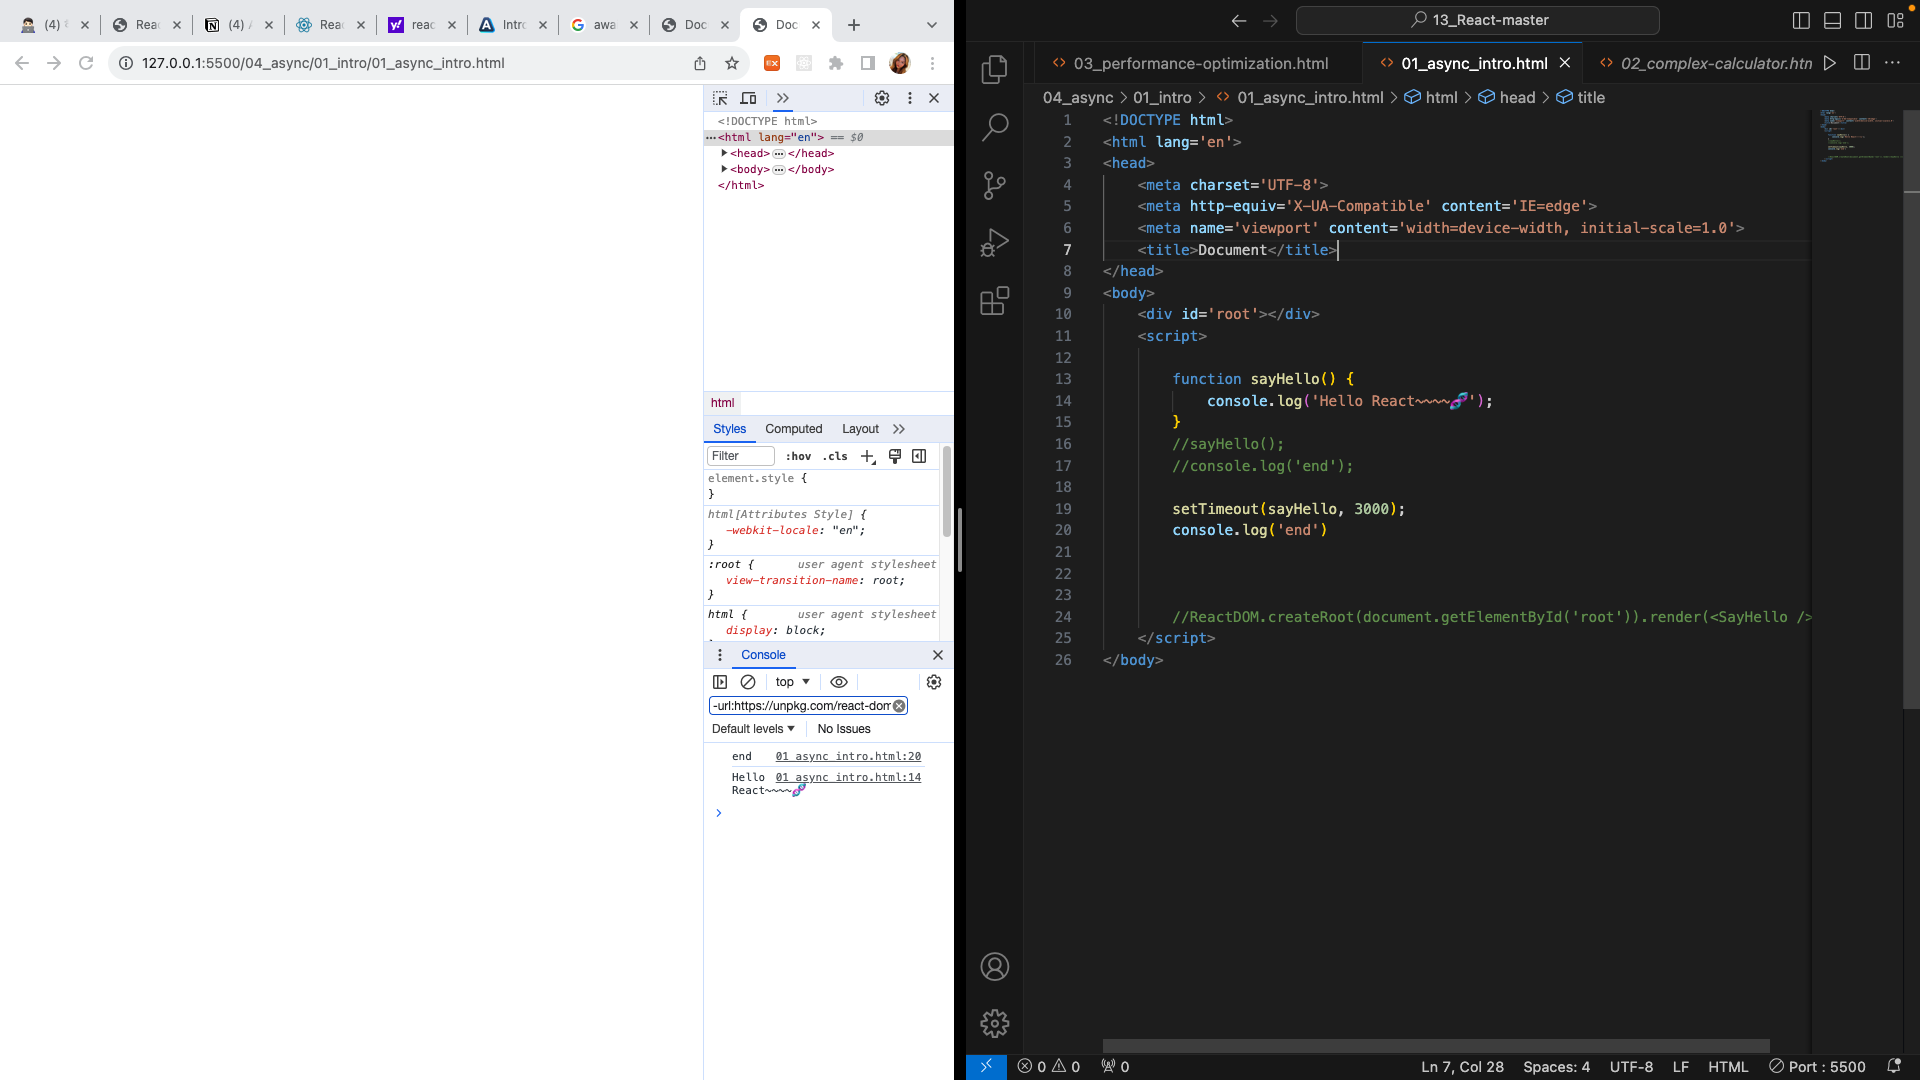 (4)
Reac
(4) A
Reac
reac
Intro
awa
Doc
Doc
127.0.0.1:5500/04_async/01_intro/01_async_intro.html
<!DOCTYPE html>
<html lang="en"> == $0
<head> </head>
<body> </body>
</html>
html
Styles Computed Layout
Filter :hov .cls
element.style {
}
html[Attributes Style] {
-webkit-locale: "en";
}
:root { user agent stylesheet
view-transition-name: root;
}
html { user agent stylesheet
display: block;
Console
top
-url:https://unpkg.com/react-dom
Default levels No Issues
end 01_async_intro.html:20
Hello 01_async_intro.html:14
React~~~~🧬
13_React-master
03_performance-optimization.html 01_async_intro.html 02_complex-calculator.htm
04_async > 01_intro > 01_async_intro.html > html > head > title
1 <!DOCTYPE html>
2 <html lang='en'>
3 <head>
4 <meta charset='UTF-8'>
5 <meta http-equiv='X-UA-Compatible' content='IE=edge'>
6 <meta name='viewport' content='width=device-width, initial-scale=1.0'>
7 <title>Document</title>
8 </head>
9 <body>
10 <div id='root'></div>
11 <script>
12
13 function sayHello() {
14 console.log('Hello React~~~~🧬');
15 }
16 //sayHello();
17 //console.log('end');
18
19 setTimeout(sayHello, 3000);
20 console.log('end')
21
22
23
24 //ReactDOM.createRoot(document.getElementById('root')).render(<SayHello />
25 </script>
26 </body>
0 0 0
Ln 7, Col 28 Spaces: 4 UTF-8 LF HTML Port : 5500